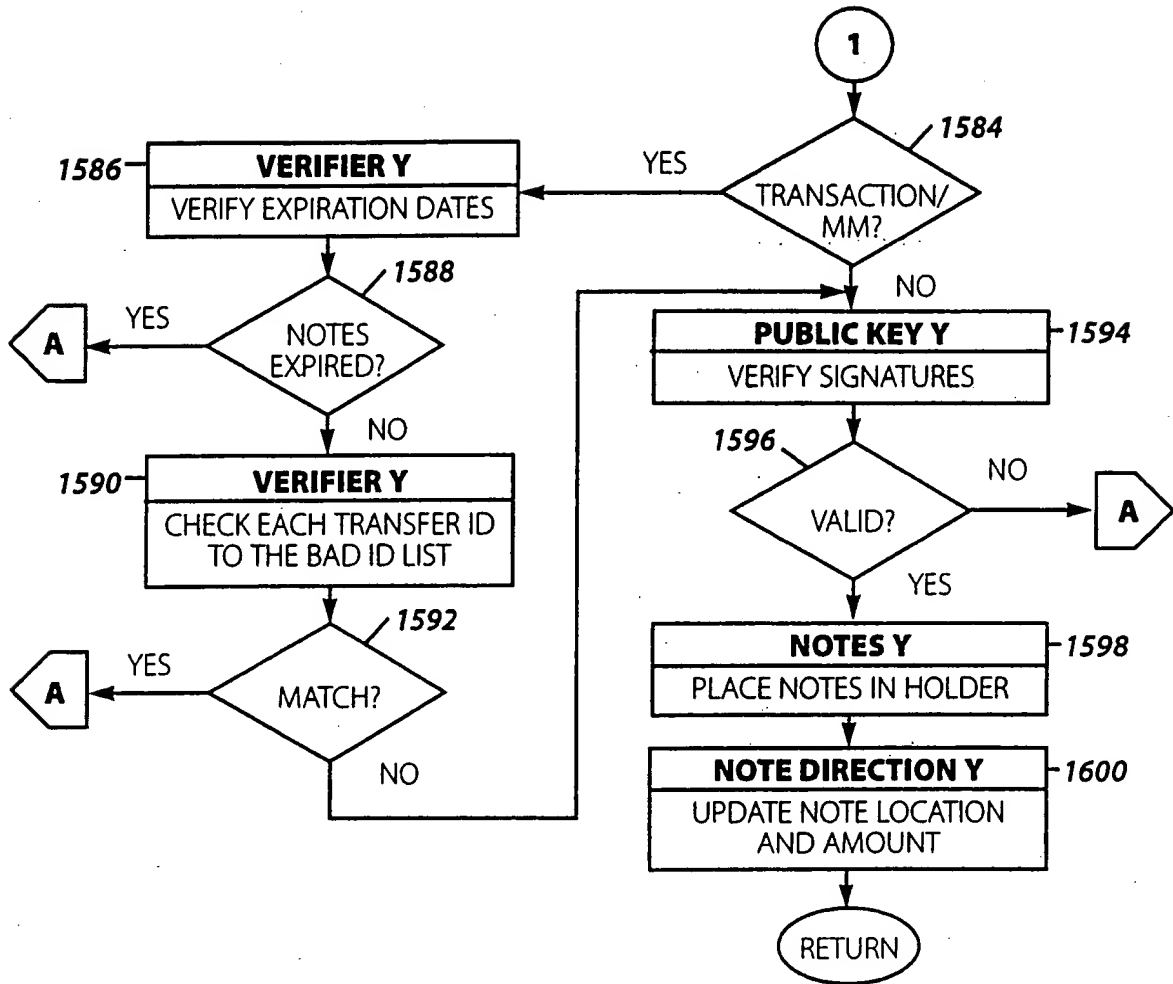 1
1584
TRANSACTION/
MM?
YES
NO
1586
VERIFIER Y
VERIFY EXPIRATION DATES
1588
NOTES
EXPIRED?
YES
A
NO
1590
VERIFIER Y
CHECK EACH TRANSFER ID
TO THE BAD ID LIST
1592
MATCH?
YES
A
NO
PUBLIC KEY Y
1594
VERIFY SIGNATURES
1596
VALID?
NO
A
YES
NOTES Y
1598
PLACE NOTES IN HOLDER
NOTE DIRECTION Y
1600
UPDATE NOTE LOCATION
AND AMOUNT
RETURN